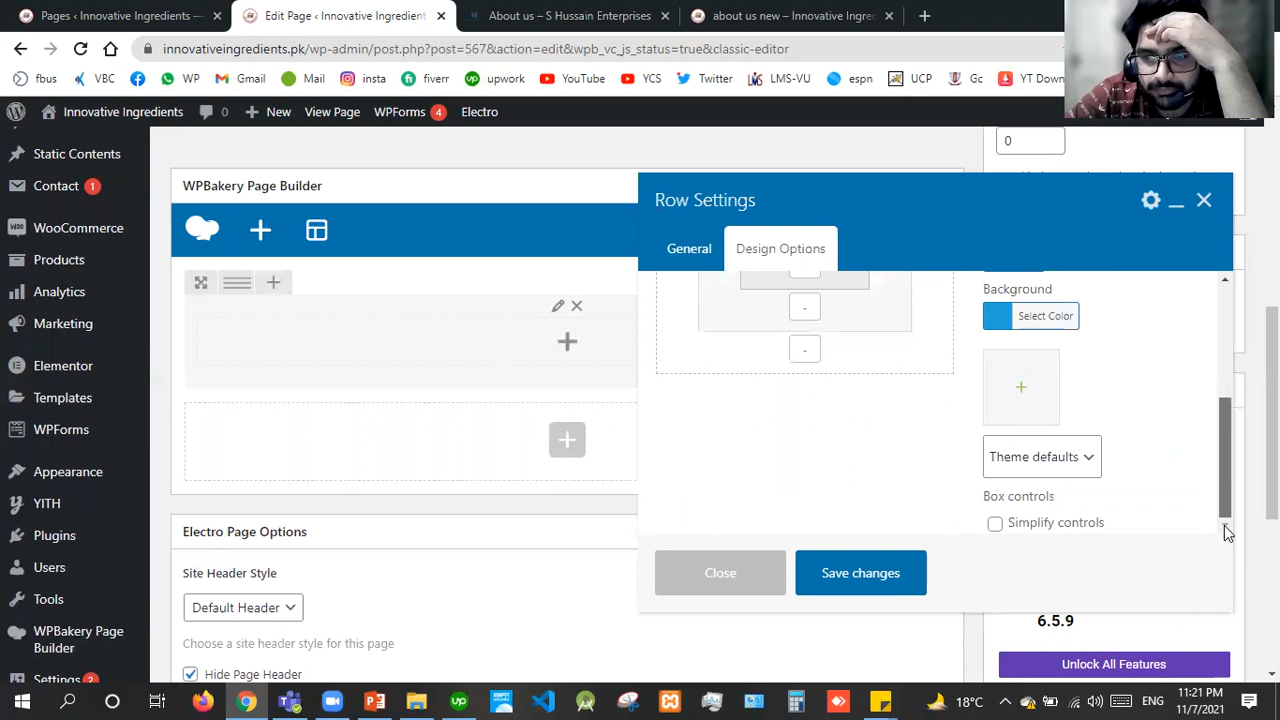 Pages ‹ Innovative Ingredients —
Edit Page ‹ Innovative Ingredient
About us – S Hussain Enterprises
about us new – Innovative Ingre
innovativeingredients.pk/wp-admin/post.php?post=567&action=edit&wpb_vc_js_status=true&classic-editor
fbus
VBC
WP
Gmail
Mail
insta
fiverr
upwork
YouTube
YCS
Twitter
LMS-VU
espn
UCP
Gc
YT Down
Innovative Ingredients
0
New
View Page
WPForms
4
Electro
Static Contents
Contact 1
WooCommerce
Products
Analytics
Marketing
Elementor
Templates
WPForms
Appearance
YITH
Plugins
Users
Tools
WPBakery Page
Builder
Settings 2
0
WPBakery Page Builder
Row Settings
General
Design Options
-
-
Background
Select Color
Theme defaults
Box controls
Simplify controls
Close
Save changes
Electro Page Options
Site Header Style
Default Header
Choose a site header style for this page
Hide Page Header
6.5.9
Unlock All Features
18°C
ENG
11:21 PM
11/7/2021